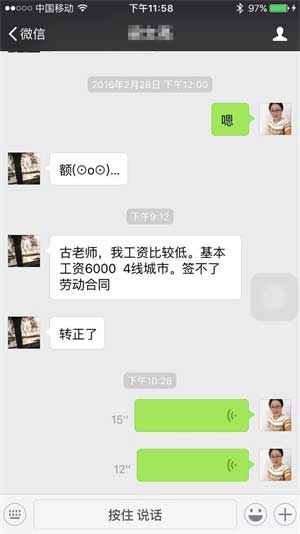 中国移动 下午11:58 97%
微信
2016年2月28日 下午12:00
嗯
额(⊙o⊙)...
下午9:12
古老师，我工资比较低。基本
工资6000 4线城市。签不了
劳动合同
转正了
下午10:28
15"
12"
按住 说话